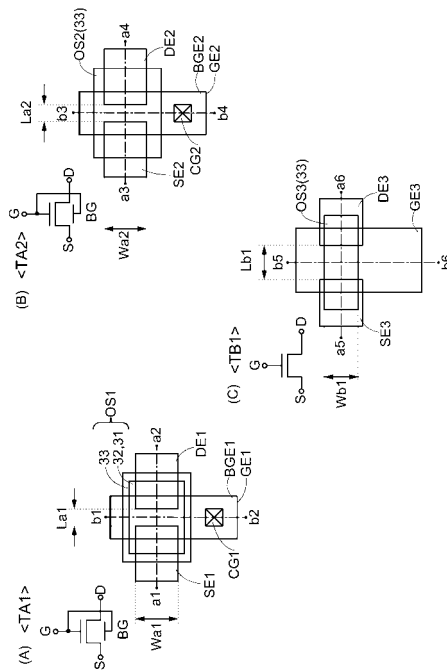 (A) <TA1>
G
S
D
BG
La1
b1
33
32,31
OS1
a1
a2
Wa1
SE1
DE1
CG1
BGE1
GE1
b2
(B) <TA2>
G
S
D
BG
La2
b3
OS2(33)
a3
a4
Wa2
SE2
DE2
CG2
BGE2
GE2
b4
(C) <TB1>
G
S
D
Lb1
b5
OS3(33)
a5
a6
Wb1
SE3
DE3
GE3
b6